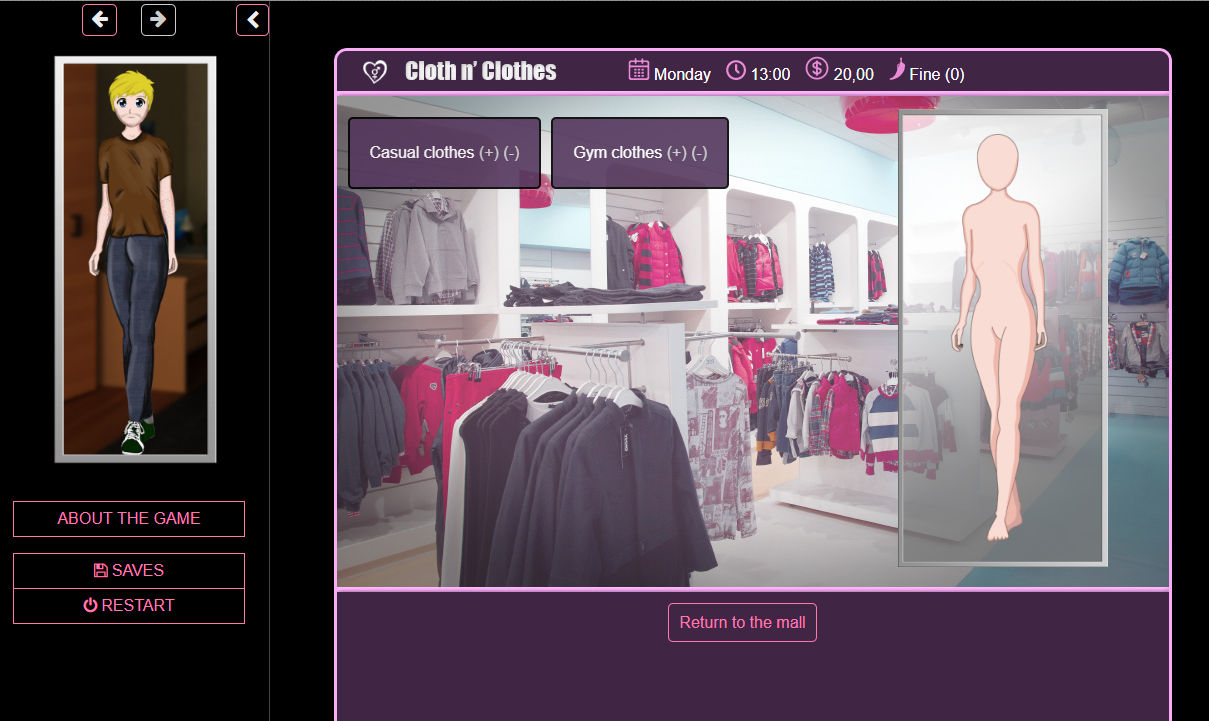 Cloth n' Clothes
Monday
13:00
20,00
Fine (0)
Casual clothes (+) (-)
Gym clothes (+) (-)
ABOUT THE GAME
SAVES
RESTART
Return to the mall